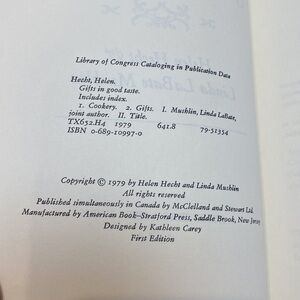 Library of Congress Cataloging in Publication Data
Hecht, Helen.
Gifts in good taste.
Includes index.
1. Cookery. 2. Gifts. I. Mushlin, Linda LaBate,
joint author. II. Title.
TX652.H4 1979 641.8 79-51354
ISBN 0-689-10997-0
Copyright © 1979 by Helen Hecht and Linda Mushlin
All rights reserved
Published simultaneously in Canada by McClelland and Stewart Ltd.
Manufactured by American Book–Stratford Press, Saddle Brook, New Jersey
Designed by Kathleen Carey
First Edition